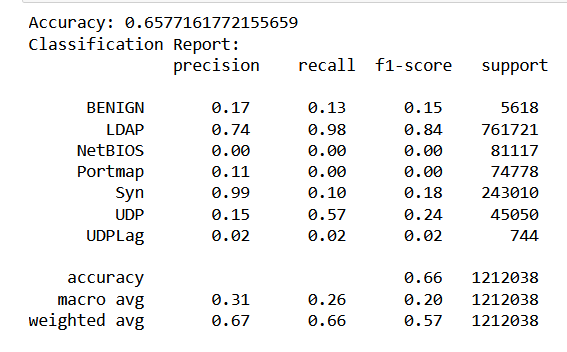 Accuracy: 0.6577161772155659
Classification Report:
precision recall f1-score support
BENIGN 0.17 0.13 0.15 5618
LDAP 0.74 0.98 0.84 761721
NetBIOS 0.00 0.00 0.00 81117
Portmap 0.11 0.00 0.00 74778
Syn 0.99 0.10 0.18 243010
UDP 0.15 0.57 0.24 45050
UDPLag 0.02 0.02 0.02 744
accuracy 0.66 1212038
macro avg 0.31 0.26 0.20 1212038
weighted avg 0.67 0.66 0.57 1212038